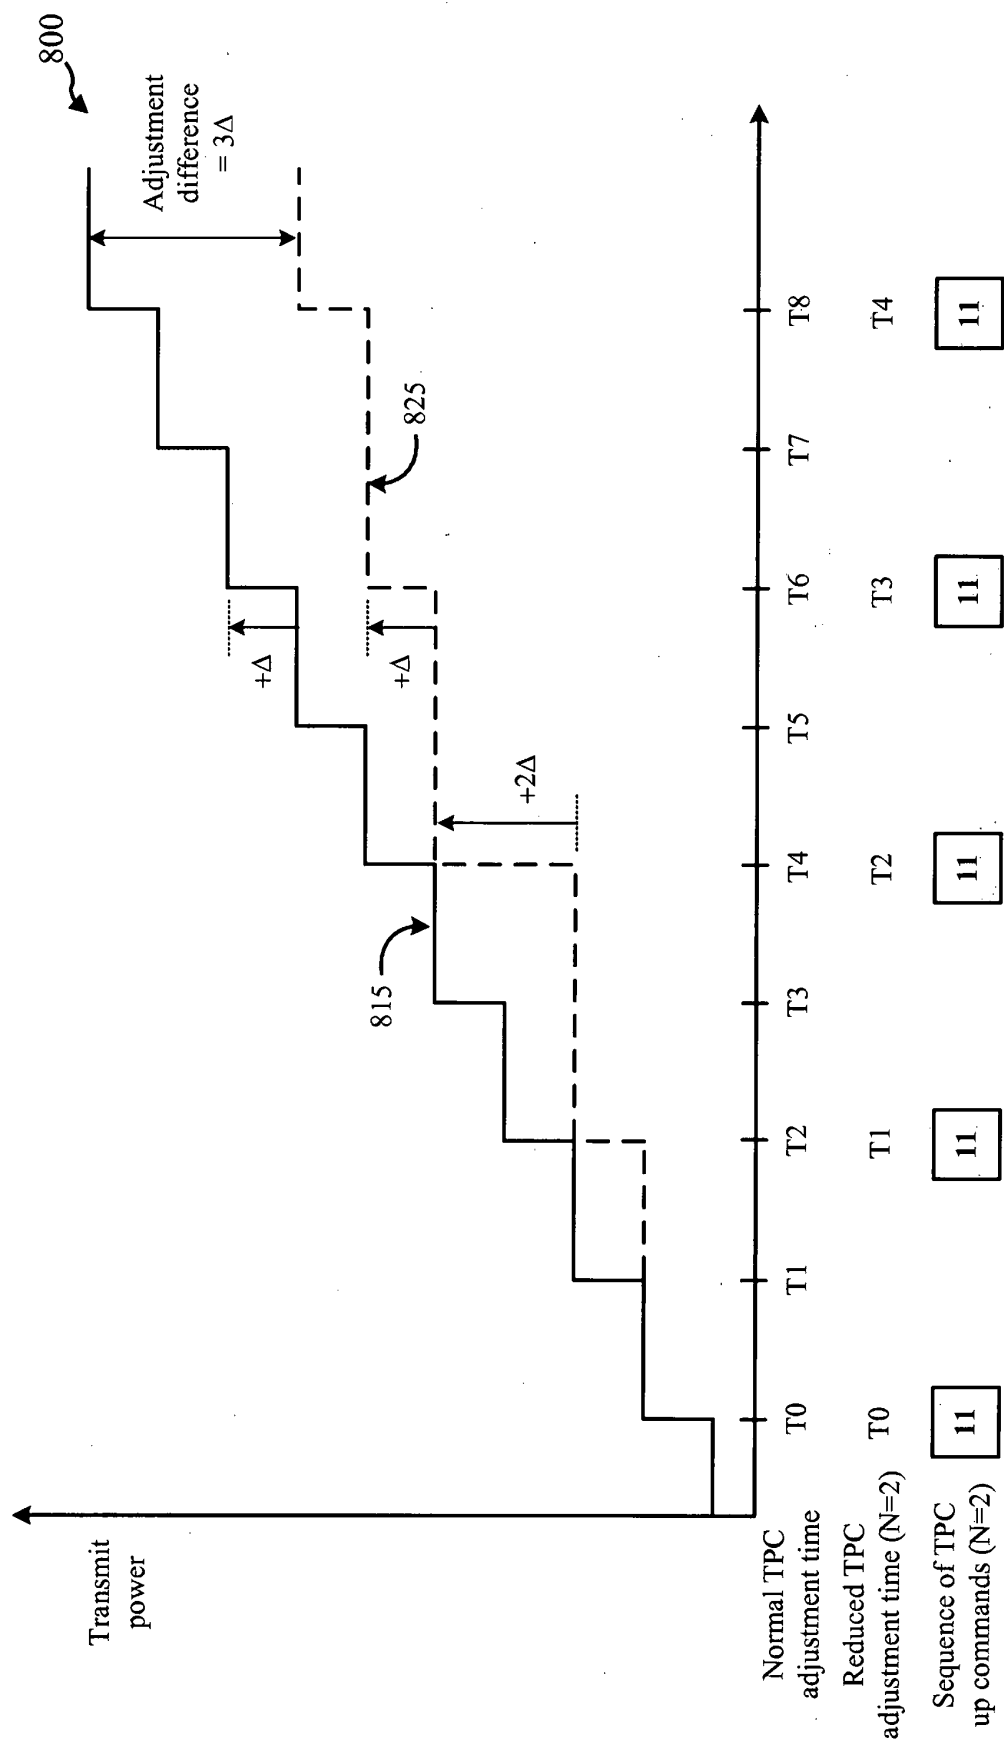 800
Transmit
power
Adjustment
difference
= 3Δ
+Δ
+Δ
+2Δ
825
815
Normal TPC
adjustment time
T0 T1 T2 T3 T4 T5 T6 T7 T8
Reduced TPC
adjustment time (N=2)
T0 T1 T2 T3 T4
Sequence of TPC
up commands (N=2)
11 11 11 11 11